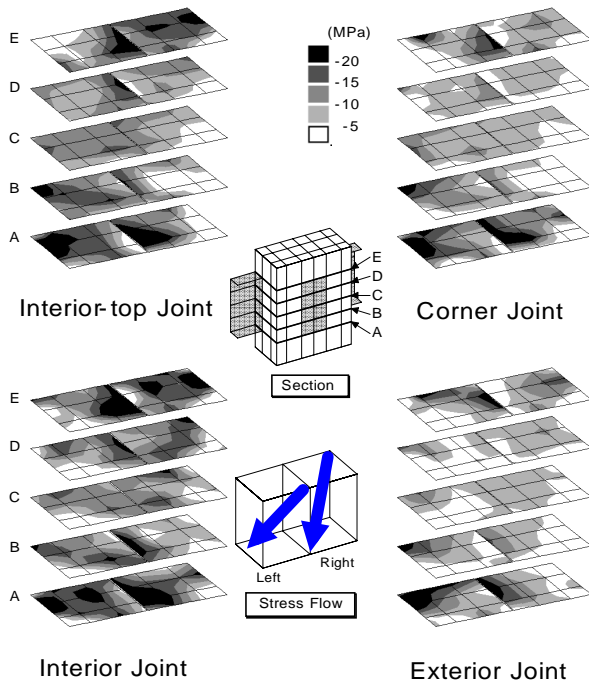 (MPa)
-20
-15
-10
-5
E
D
C
B
A
Interior-top Joint
E
D
C
B
A
Section
Corner Joint
E
D
C
B
A
Interior Joint
Left
Right
Stress Flow
Exterior Joint